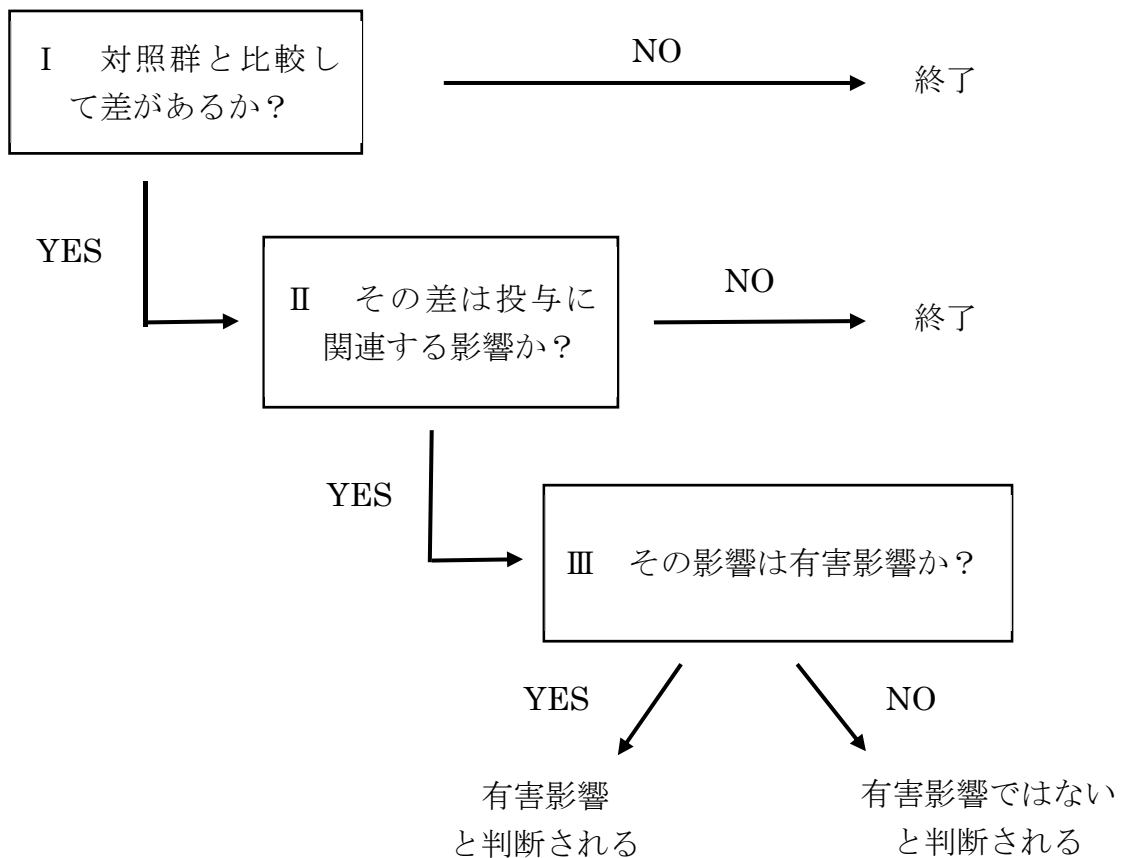 Ⅰ 対照群と比較し
て差があるか？
NO
終了
YES
Ⅱ その差は投与に
関連する影響か？
NO
終了
YES
Ⅲ その影響は有害影響か？
YES
NO
有害影響
と判断される
有害影響ではない
と判断される